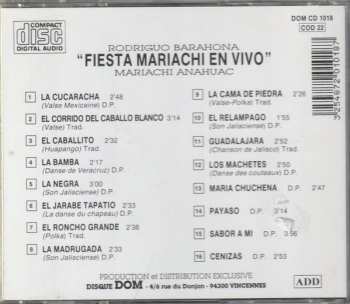 COMPACT
disc
DIGITAL AUDIO
DOM CD 1018
COD 22
RODRIGUO BARAHONA
"FIESTA MARIACHI EN VIVO"
MARIACHI ANAHUAC
1 LA CUCARACHA 2'48
(Valse Mexicaine) D.P.
2 EL CORRIDO DEL CABALLO BLANCO 3'14
(Valse) Trad.
3 EL CABALLITO 2'32
(Huapango) Trad.
4 LA BAMBA 2'17
(Danse de Veracruz) D.P.
5 LA NEGRA 3'00
(Son Jaliscience) D.P.
6 EL JARABE TAPATIO 2'33
(La danse du chapeau) D.P.
7 EL RONCHO GRANDE 2'36
(Polka) Trad.
8 LA MADRUGADA 2'33
(Son Jaliscience) D.P.
9 LA CAMA DE PIEDRA 2'26
(Valse-Polka) Trad.
10 EL RELAMPAGO 1'55
(Son Jalisciense) D.P.
11 GUADALAJARA 2'52
(Chanson de Jalisco) Trad.
12 LOS MACHETES 2'50
(Danse des couteaux) D.P.
13 MARIA CHUCHENA D.P. 2'47
14 PAYASO D.P. 3'14
15 SABOR A MI D.P. 3'56
16 CENIZAS D.P. 2'53
3254872010187
PRODUCTION et DISTRIBUTION EXCLUSIVE
DISQUE DOM - 4/6 rue du Donjon - 94300 VINCENNES
ADD